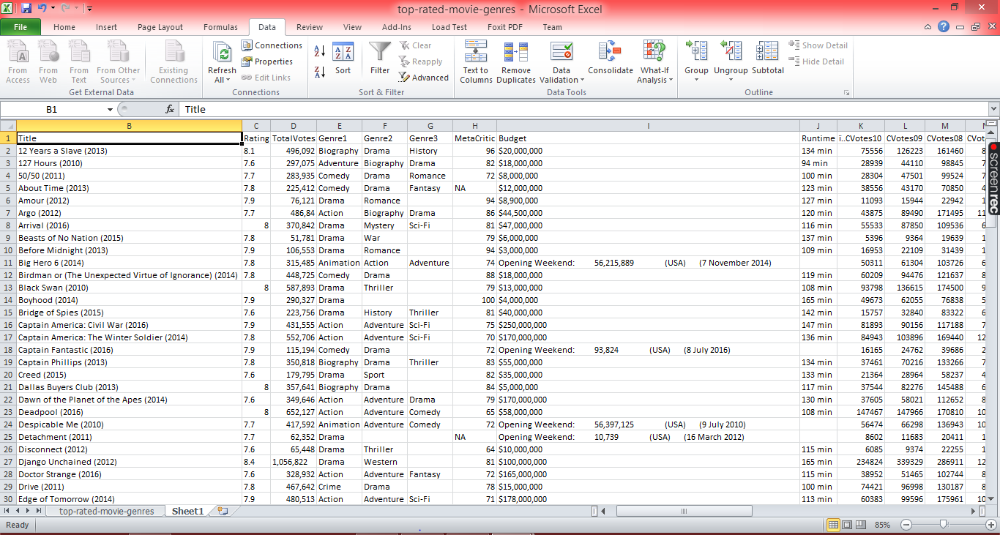 top-rated-movie-genres - Microsoft Excel
File Home Insert Page Layout Formulas Data Review View Add-Ins Load Test Foxit PDF Team
From Access From Web From Text From Other Sources Existing Connections Refresh All Connections Properties Edit Links Sort Filter Clear Reapply Advanced Text to Columns Remove Duplicates Data Validation Consolidate What-If Analysis Group Ungroup Subtotal Show Detail Hide Detail
Get External Data Connections Sort & Filter Data Tools Outline
B1 fx Title
B C D E F G H I J K L M N
1 Title Rating TotalVotes Genre1 Genre2 Genre3 MetaCritic Budget Runtime ï..CVotes10 CVotes09 CVotes08 CVot
2 12 Years a Slave (2013) 8.1 496,092 Biography Drama History 96 $20,000,000 134 min 75556 126223 161460 8
3 127 Hours (2010) 7.6 297,075 Adventure Biography Drama 82 $18,000,000 94 min 28939 44110 98845 7
4 50/50 (2011) 7.7 283,935 Comedy Drama Romance 72 $8,000,000 100 min 28304 47501 99524 7
5 About Time (2013) 7.8 225,412 Comedy Drama Fantasy NA $12,000,000 123 min 38556 43170 70850 4
6 Amour (2012) 7.9 76,121 Drama Romance 94 $8,900,000 127 min 11093 15944 22942 1
7 Argo (2012) 7.7 486,84 Action Biography Drama 86 $44,500,000 120 min 43875 89490 171495 11
8 Arrival (2016) 8 370,842 Drama Mystery Sci-Fi 81 $47,000,000 116 min 55533 87850 109536 6
9 Beasts of No Nation (2015) 7.8 51,781 Drama War 79 $6,000,000 137 min 5396 9364 19639 1
10 Before Midnight (2013) 7.9 106,553 Drama Romance 94 $3,000,000 109 min 16953 22109 31439 1
11 Big Hero 6 (2014) 7.8 315,485 Animation Action Adventure 74 Opening Weekend: 56,215,889 (USA) (7 November 2014) 50311 61304 103726 6
12 Birdman or (The Unexpected Virtue of Ignorance) (2014) 7.8 448,725 Comedy Drama 88 $18,000,000 119 min 60209 94476 121637 8
13 Black Swan (2010) 8 587,893 Drama Thriller 79 $13,000,000 108 min 93798 136615 174500 9
14 Boyhood (2014) 7.9 290,327 Drama 100 $4,000,000 165 min 49673 62055 76838 5
15 Bridge of Spies (2015) 7.6 223,756 Drama History Thriller 81 $40,000,000 142 min 15757 32840 83322 6
16 Captain America: Civil War (2016) 7.9 431,555 Action Adventure Sci-Fi 75 $250,000,000 147 min 81893 90156 117188 7
17 Captain America: The Winter Soldier (2014) 7.8 552,706 Action Adventure Sci-Fi 70 $170,000,000 136 min 84943 103896 169440 12
18 Captain Fantastic (2016) 7.9 115,194 Comedy Drama 72 Opening Weekend: 93,824 (USA) (8 July 2016) 16165 24762 39686 2
19 Captain Phillips (2013) 7.8 350,818 Biography Drama Thriller 83 $55,000,000 134 min 37461 70216 133266 7
20 Creed (2015) 7.6 179,795 Drama Sport 82 $35,000,000 133 min 21364 28964 58237 4
21 Dallas Buyers Club (2013) 8 357,641 Biography Drama 84 $5,000,000 117 min 37544 82276 145488 6
22 Dawn of the Planet of the Apes (2014) 7.6 349,646 Action Adventure Drama 79 $170,000,000 130 min 37605 58021 112652 8
23 Deadpool (2016) 8 652,127 Action Adventure Comedy 65 $58,000,000 108 min 147467 147966 170810 10
24 Despicable Me (2010) 7.7 417,592 Animation Adventure Comedy 72 Opening Weekend: 56,397,125 (USA) (9 July 2010) 56474 66298 136943 10
25 Detachment (2011) 7.7 62,352 Drama NA Opening Weekend: 10,739 (USA) (16 March 2012) 8602 11683 20411 1
26 Disconnect (2012) 7.6 65,448 Drama Thriller 64 $10,000,000 115 min 6085 9374 22255 1
27 Django Unchained (2012) 8.4 1,056,822 Drama Western 81 $100,000,000 165 min 234824 339329 286911 12
28 Doctor Strange (2016) 7.6 328,932 Action Adventure Fantasy 72 $165,000,000 115 min 38952 51465 102744 8
29 Drive (2011) 7.8 467,642 Crime Drama 78 $15,000,000 100 min 74421 96998 130187 8
30 Edge of Tomorrow (2014) 7.9 480,513 Action Adventure Sci-Fi 71 $178,000,000 113 min 60383 99596 175961 10
screenrec
top-rated-movie-genres Sheet1
Ready 85%